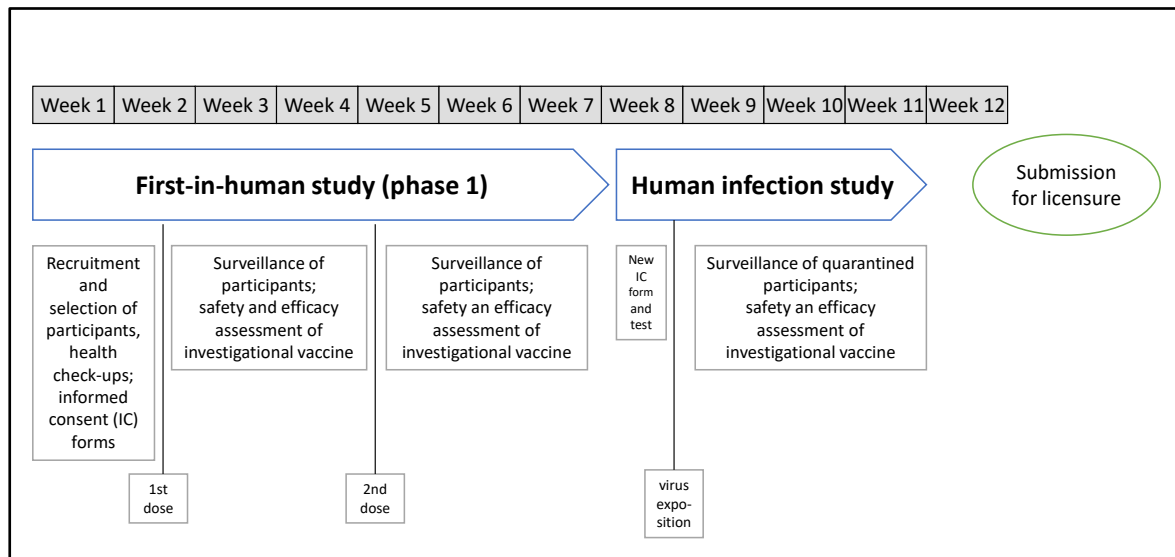 Week 1 Week 2 Week 3 Week 4 Week 5 Week 6 Week 7 Week 8 Week 9 Week 10 Week 11 Week 12
First-in-human study (phase 1)
Human infection study
Submission
for licensure
Recruitment
and
selection of
participants,
health
check-ups;
informed
consent (IC)
forms
Surveillance of
participants;
safety and efficacy
assessment of
investigational vaccine
Surveillance of
participants;
safety an efficacy
assessment of
investigational vaccine
New
IC
form
and
test
Surveillance of quarantined
participants;
safety an efficacy
assessment of
investigational vaccine
1st
dose
2nd
dose
virus
expo-
sition